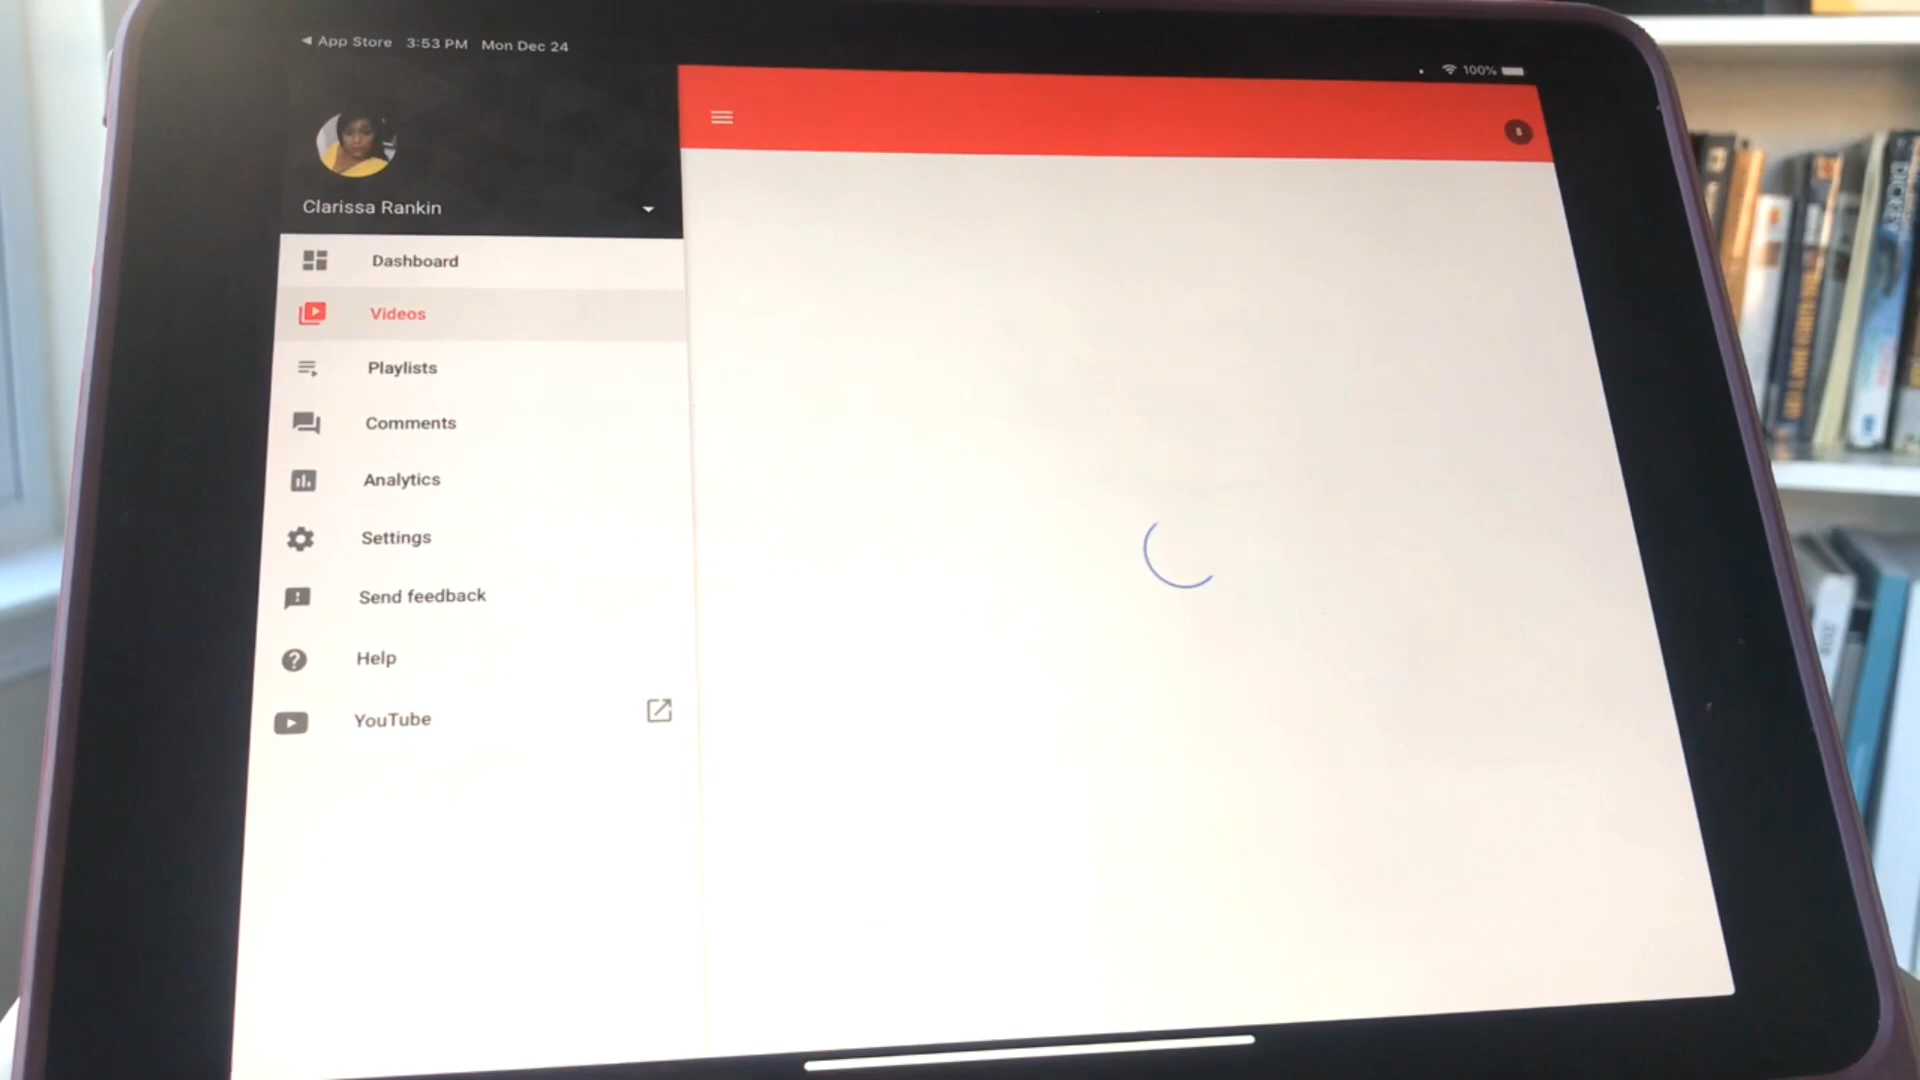 ◀ App Store 3:53 PM Mon Dec 24
100%
Clarissa Rankin
Dashboard
Videos
Playlists
Comments
Analytics
Settings
Send feedback
Help
YouTube
DICKEY